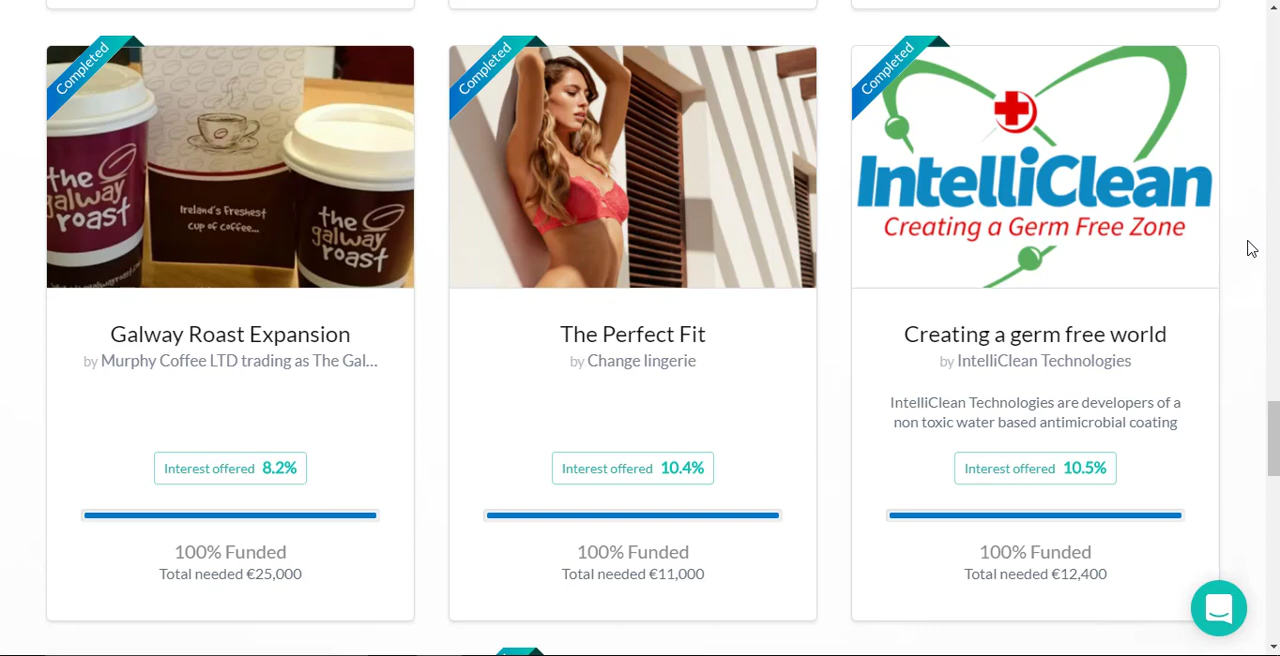 Completed
the
galway
roast
Ireland's Freshest
cup of coffee...
the
galway
roast
Galway Roast Expansion
by Murphy Coffee LTD trading as The Gal...
Interest offered 8.2%
100% Funded
Total needed €25,000
Completed
The Perfect Fit
by Change lingerie
Interest offered 10.4%
100% Funded
Total needed €11,000
Completed
IntelliClean
Creating a Germ Free Zone
Creating a germ free world
by IntelliClean Technologies
IntelliClean Technologies are developers of a
non toxic water based antimicrobial coating
Interest offered 10.5%
100% Funded
Total needed €12,400